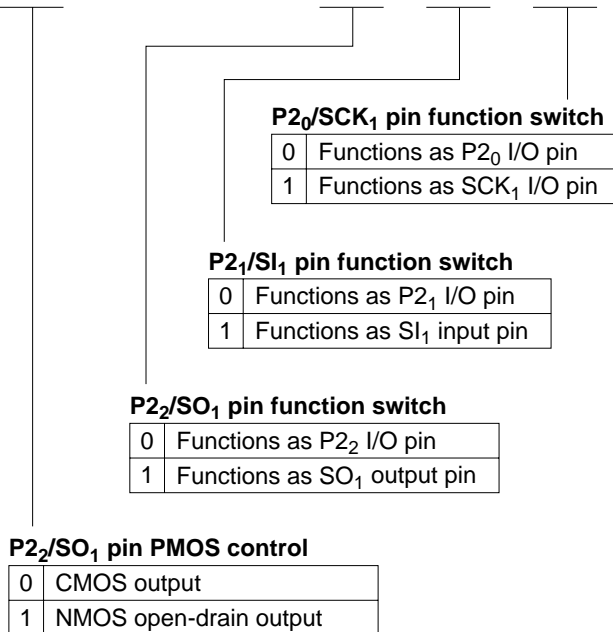 P2₀/SCK₁ pin function switch
0 Functions as P2₀ I/O pin
1 Functions as SCK₁ I/O pin
P2₁/SI₁ pin function switch
0 Functions as P2₁ I/O pin
1 Functions as SI₁ input pin
P2₂/SO₁ pin function switch
0 Functions as P2₂ I/O pin
1 Functions as SO₁ output pin
P2₂/SO₁ pin PMOS control
0 CMOS output
1 NMOS open-drain output